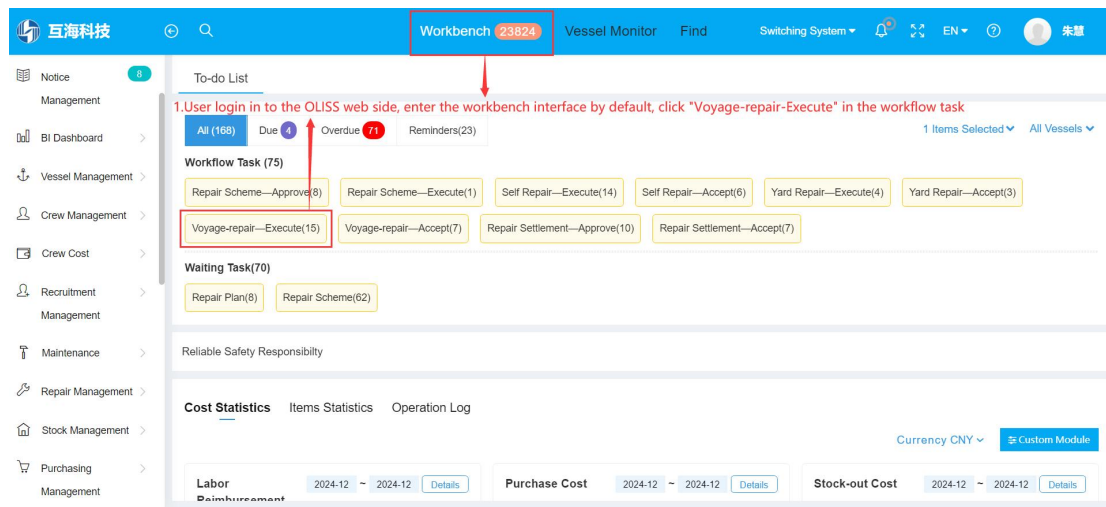 互海科技 Workbench 23824 Vessel Monitor Find Switching System EN 朱慧
Notice Management 8
BI Dashboard
Vessel Management
Crew Management
Crew Cost
Recruitment Management
Maintenance
Repair Management
Stock Management
Purchasing Management
To-do List
1.User login in to the OLISS web side, enter the workbench interface by default, click "Voyage-repair-Execute" in the workflow task
All (168) Due 4 Overdue 71 Reminders(23) 1 Items Selected All Vessels
Workflow Task (75)
Repair Scheme—Approve(8) Repair Scheme—Execute(1) Self Repair—Execute(14) Self Repair—Accept(6) Yard Repair—Execute(4) Yard Repair—Accept(3)
Voyage-repair—Execute(15) Voyage-repair—Accept(7) Repair Settlement—Approve(10) Repair Settlement—Accept(7)
Waiting Task(70)
Repair Plan(8) Repair Scheme(62)
Reliable Safety Responsibilty
Cost Statistics Items Statistics Operation Log
Currency CNY Custom Module
Labor Reimbursement 2024-12 ~ 2024-12 Details Purchase Cost 2024-12 ~ 2024-12 Details Stock-out Cost 2024-12 ~ 2024-12 Details